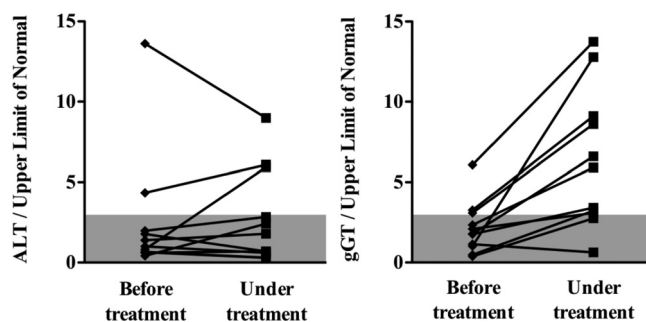 ALT / Upper Limit of Normal
15
10
5
0
Before
treatment
Under
treatment
gGT / Upper Limit of Normal
15
10
5
0
Before
treatment
Under
treatment